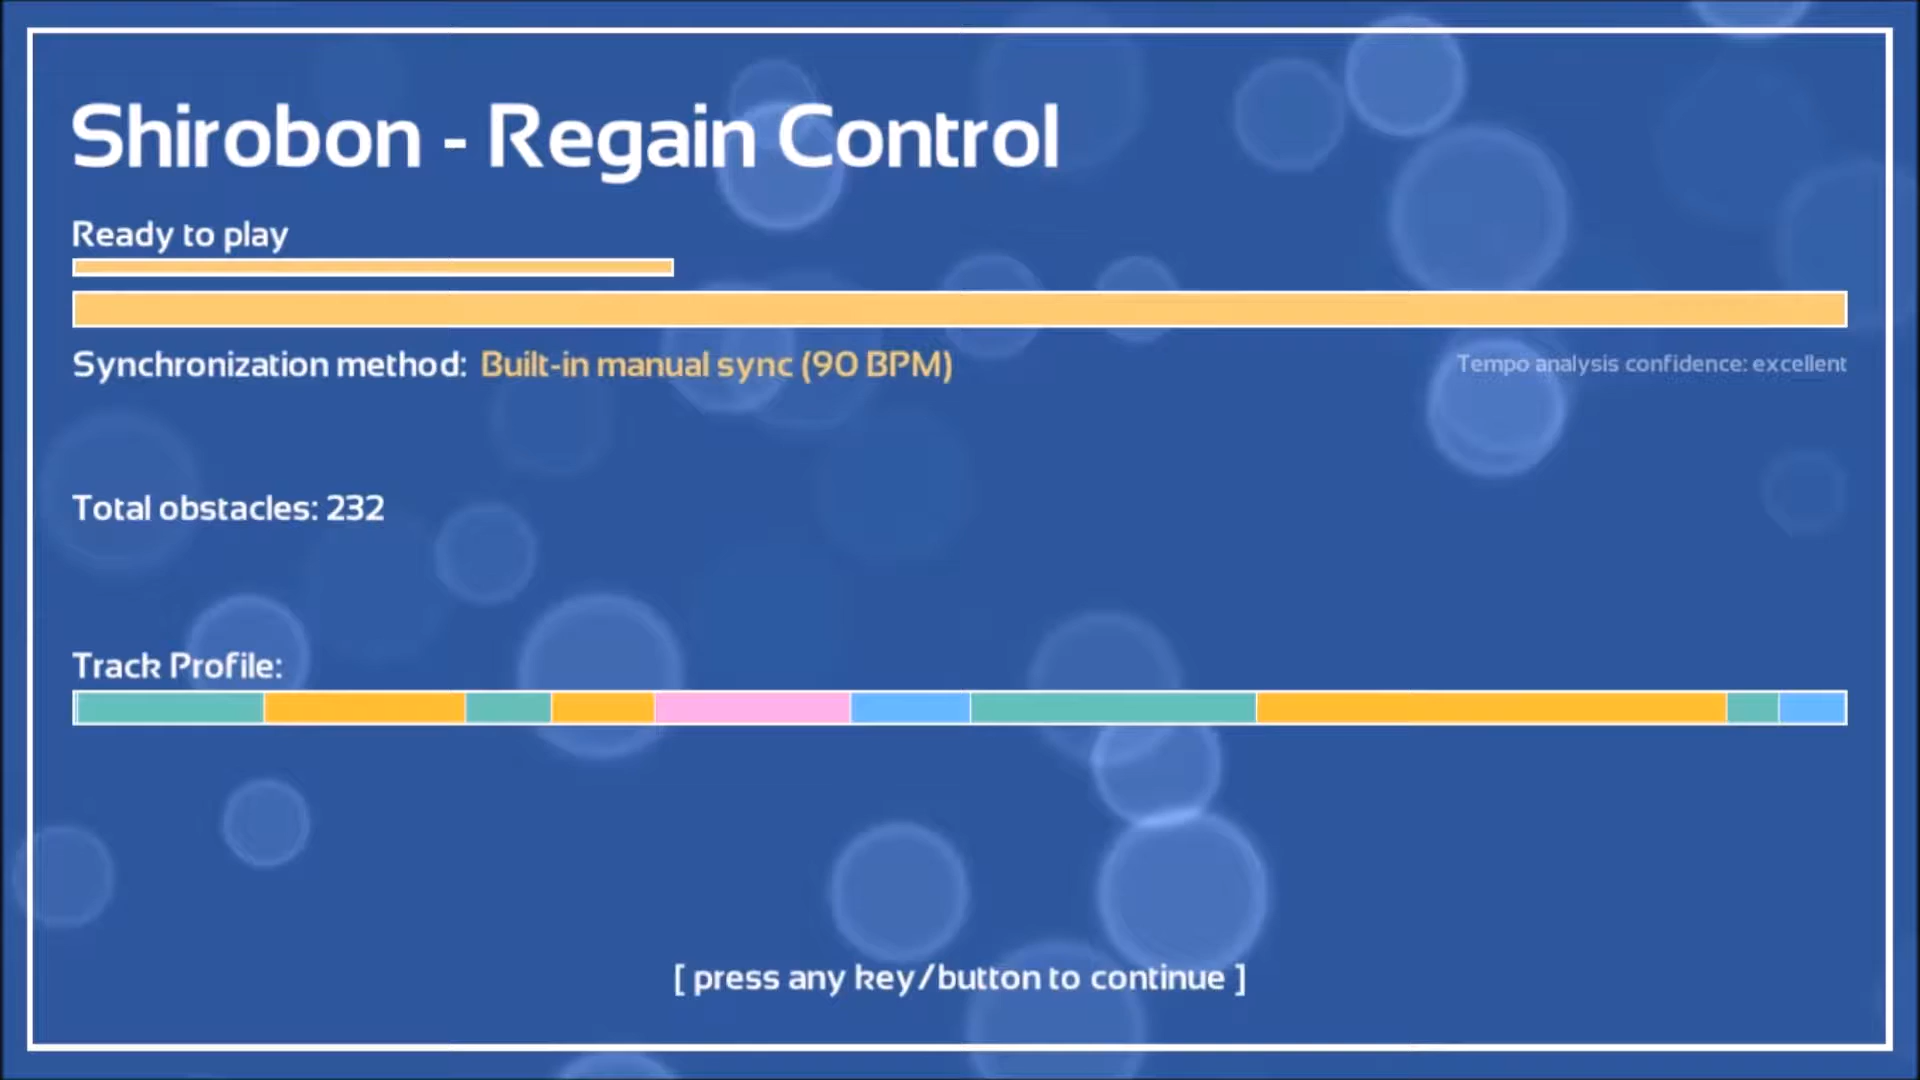 Shirobon - Regain Control
Ready to play
Synchronization method: Built-in manual sync (90 BPM)
Tempo analysis confidence: excellent
Total obstacles: 232
Track Profile:
[ press any key/button to continue ]